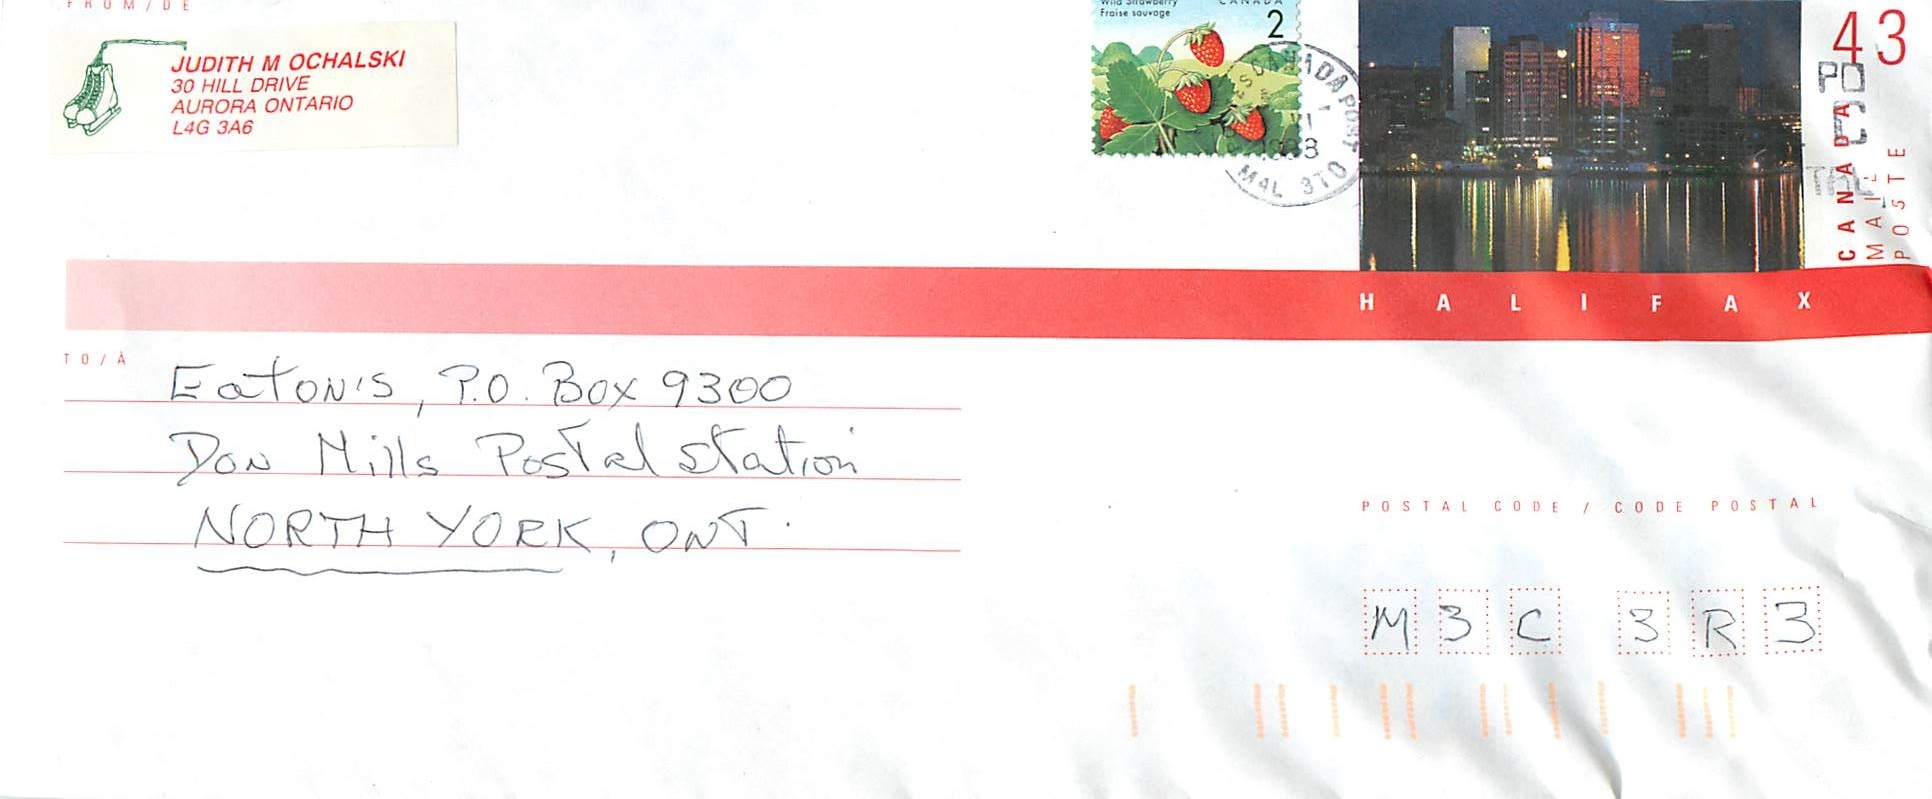 FROM/DE
JUDITH M OCHALSKI
30 HILL DRIVE
AURORA ONTARIO
L4G 3A6
Wild Strawberry CANADA
Fraise sauvage 2
CANADA POST
M4L 3T0
43
CANADA
MAIL
POSTE
HALIFAX
TO/À
Eaton's, P.O. Box 9300
Don Mills Postal Station
NORTH YORK, ONT.
POSTAL CODE / CODE POSTAL
M3C 3R3